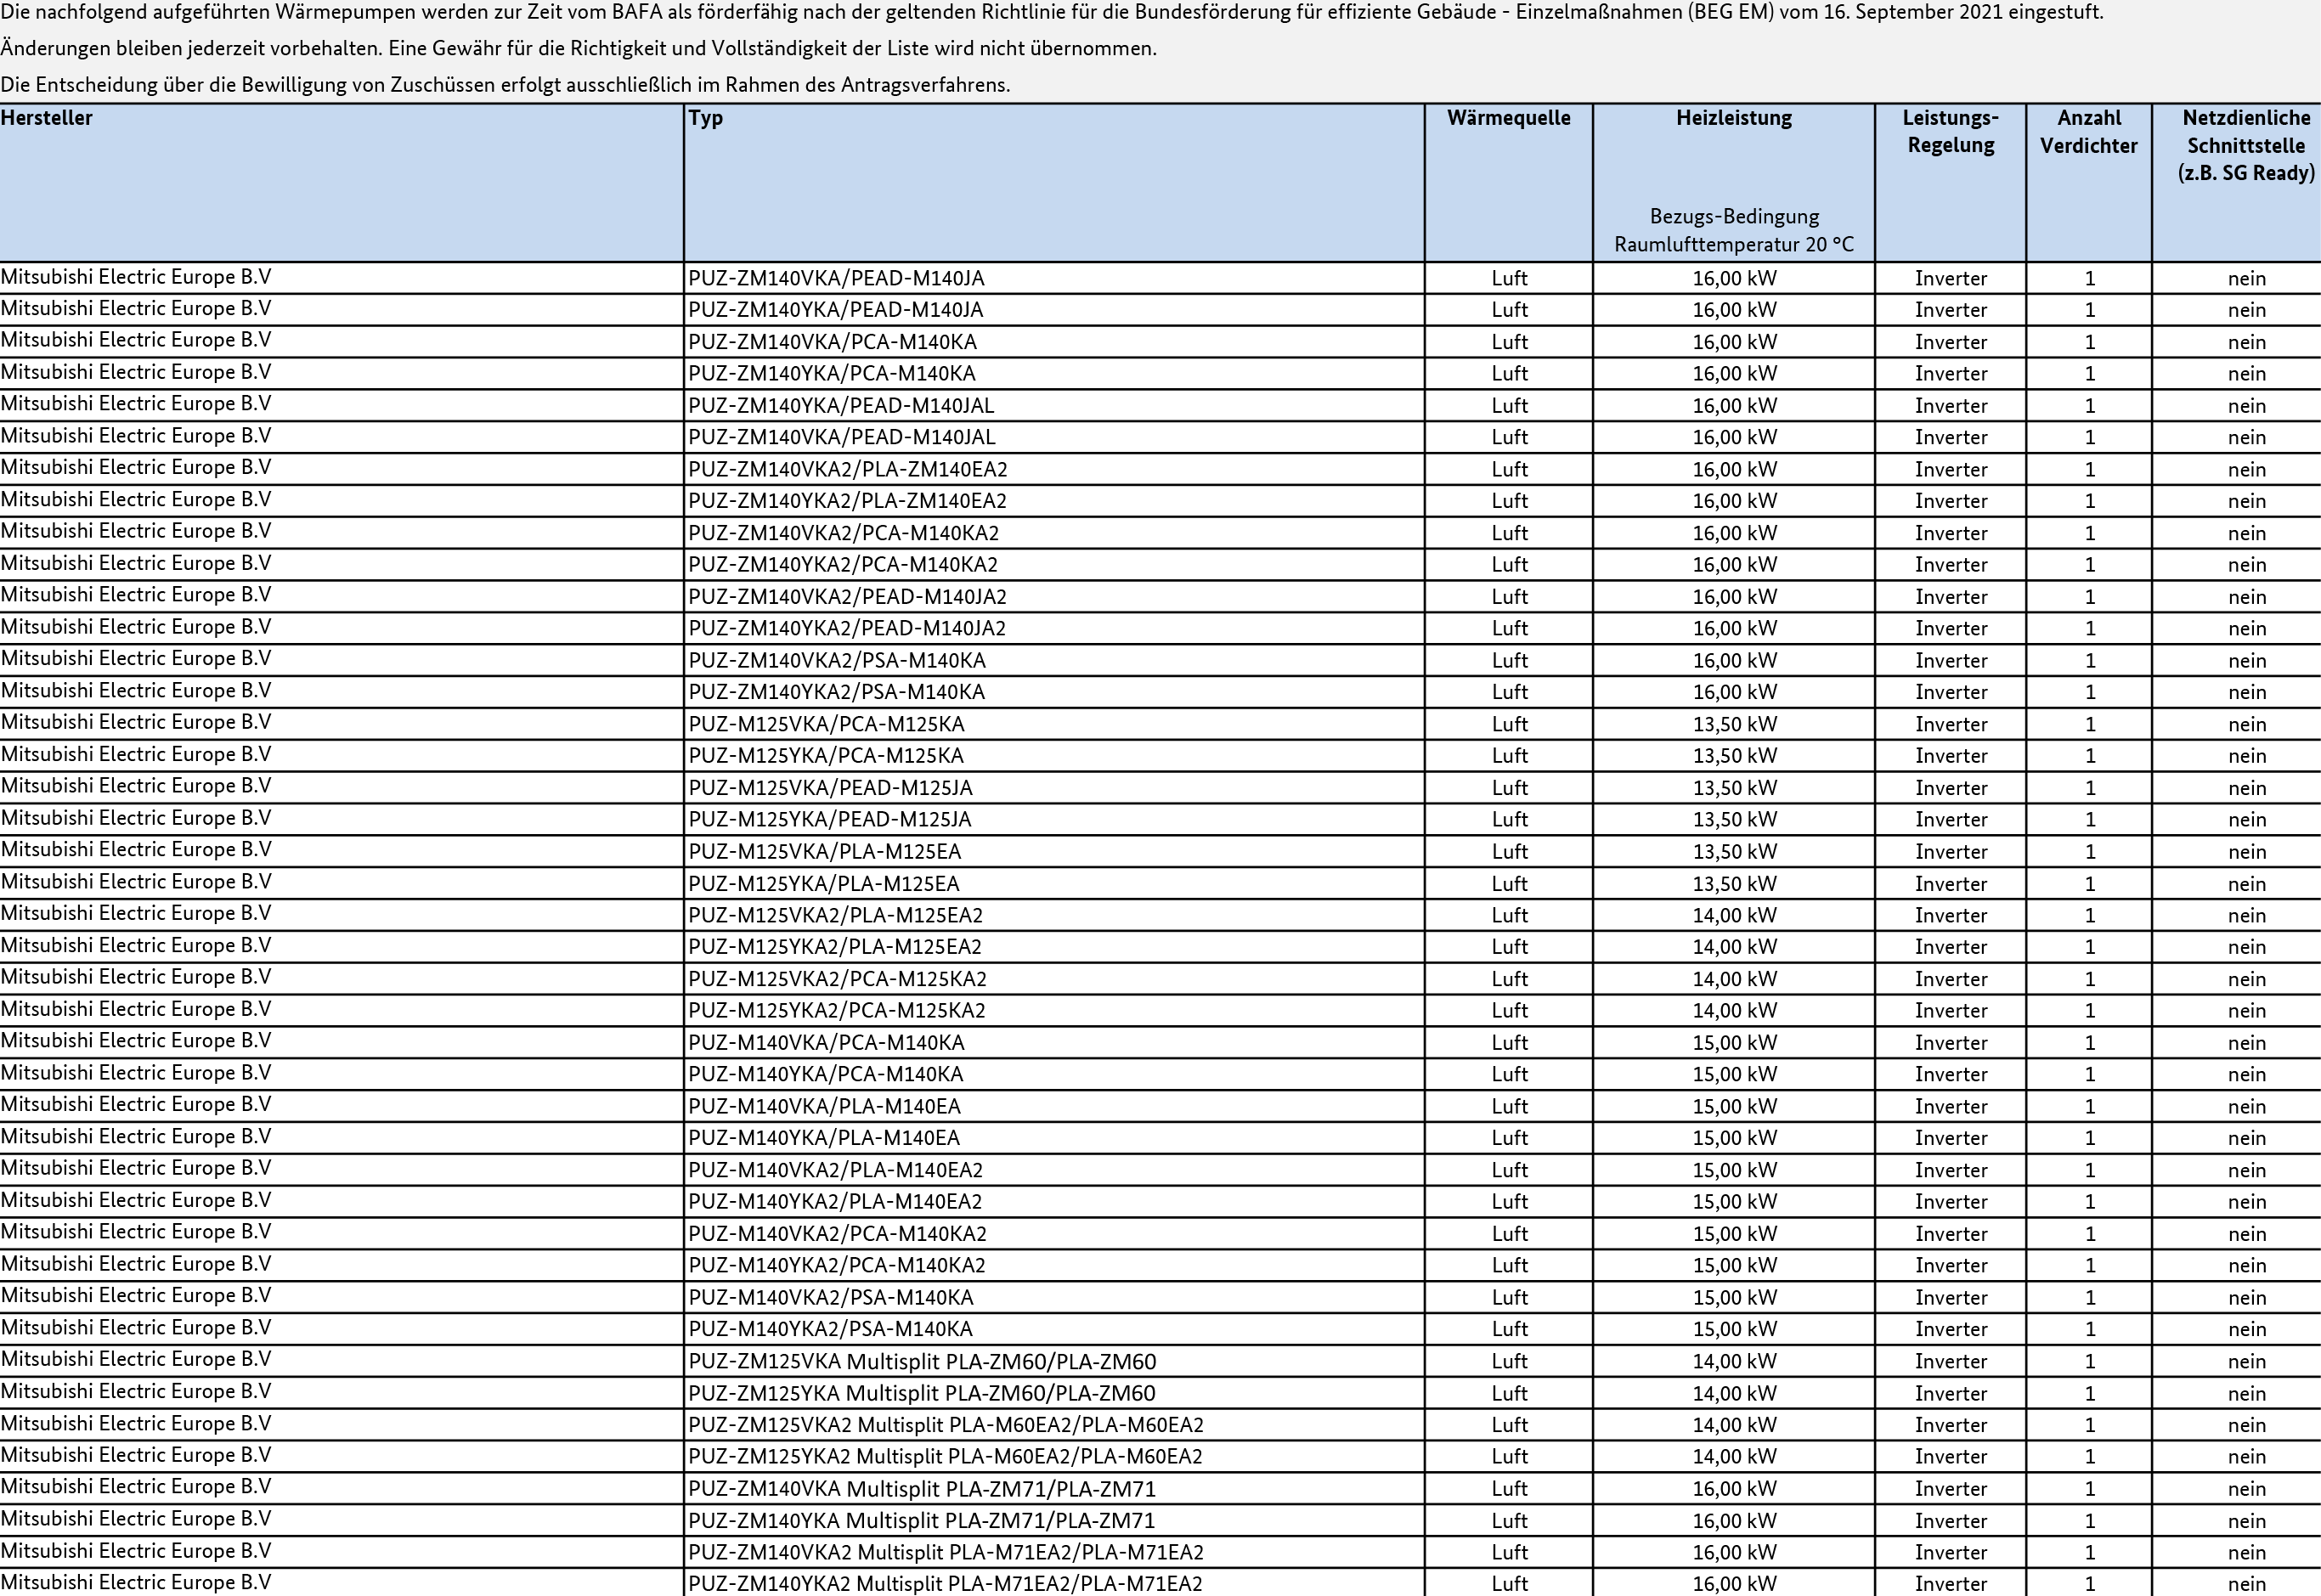 Die nachfolgend aufgeführten Wärmepumpen werden zur Zeit vom BAFA als förderfähig nach der geltenden Richtlinie für die Bundesförderung für effiziente Gebäude - Einzelmaßnahmen (BEG EM) vom 16. September 2021 eingestuft.
Änderungen bleiben jederzeit vorbehalten. Eine Gewähr für die Richtigkeit und Vollständigkeit der Liste wird nicht übernommen.
Die Entscheidung über die Bewilligung von Zuschüssen erfolgt ausschließlich im Rahmen des Antragsverfahrens.
Hersteller Typ Wärmequelle Heizleistung Leistungs- Anzahl Netzdienliche
Regelung Verdichter Schnittstelle
(z.B. SG Ready)
Bezugs-Bedingung
Raumlufttemperatur 20 °C
Mitsubishi Electric Europe B.V PUZ-ZM140VKA/PEAD-M140JA Luft 16,00 kW Inverter 1 nein
Mitsubishi Electric Europe B.V PUZ-ZM140YKA/PEAD-M140JA Luft 16,00 kW Inverter 1 nein
Mitsubishi Electric Europe B.V PUZ-ZM140VKA/PCA-M140KA Luft 16,00 kW Inverter 1 nein
Mitsubishi Electric Europe B.V PUZ-ZM140YKA/PCA-M140KA Luft 16,00 kW Inverter 1 nein
Mitsubishi Electric Europe B.V PUZ-ZM140YKA/PEAD-M140JAL Luft 16,00 kW Inverter 1 nein
Mitsubishi Electric Europe B.V PUZ-ZM140VKA/PEAD-M140JAL Luft 16,00 kW Inverter 1 nein
Mitsubishi Electric Europe B.V PUZ-ZM140VKA2/PLA-ZM140EA2 Luft 16,00 kW Inverter 1 nein
Mitsubishi Electric Europe B.V PUZ-ZM140YKA2/PLA-ZM140EA2 Luft 16,00 kW Inverter 1 nein
Mitsubishi Electric Europe B.V PUZ-ZM140VKA2/PCA-M140KA2 Luft 16,00 kW Inverter 1 nein
Mitsubishi Electric Europe B.V PUZ-ZM140YKA2/PCA-M140KA2 Luft 16,00 kW Inverter 1 nein
Mitsubishi Electric Europe B.V PUZ-ZM140VKA2/PEAD-M140JA2 Luft 16,00 kW Inverter 1 nein
Mitsubishi Electric Europe B.V PUZ-ZM140YKA2/PEAD-M140JA2 Luft 16,00 kW Inverter 1 nein
Mitsubishi Electric Europe B.V PUZ-ZM140VKA2/PSA-M140KA Luft 16,00 kW Inverter 1 nein
Mitsubishi Electric Europe B.V PUZ-ZM140YKA2/PSA-M140KA Luft 16,00 kW Inverter 1 nein
Mitsubishi Electric Europe B.V PUZ-M125VKA/PCA-M125KA Luft 13,50 kW Inverter 1 nein
Mitsubishi Electric Europe B.V PUZ-M125YKA/PCA-M125KA Luft 13,50 kW Inverter 1 nein
Mitsubishi Electric Europe B.V PUZ-M125VKA/PEAD-M125JA Luft 13,50 kW Inverter 1 nein
Mitsubishi Electric Europe B.V PUZ-M125YKA/PEAD-M125JA Luft 13,50 kW Inverter 1 nein
Mitsubishi Electric Europe B.V PUZ-M125VKA/PLA-M125EA Luft 13,50 kW Inverter 1 nein
Mitsubishi Electric Europe B.V PUZ-M125YKA/PLA-M125EA Luft 13,50 kW Inverter 1 nein
Mitsubishi Electric Europe B.V PUZ-M125VKA2/PLA-M125EA2 Luft 14,00 kW Inverter 1 nein
Mitsubishi Electric Europe B.V PUZ-M125YKA2/PLA-M125EA2 Luft 14,00 kW Inverter 1 nein
Mitsubishi Electric Europe B.V PUZ-M125VKA2/PCA-M125KA2 Luft 14,00 kW Inverter 1 nein
Mitsubishi Electric Europe B.V PUZ-M125YKA2/PCA-M125KA2 Luft 14,00 kW Inverter 1 nein
Mitsubishi Electric Europe B.V PUZ-M140VKA/PCA-M140KA Luft 15,00 kW Inverter 1 nein
Mitsubishi Electric Europe B.V PUZ-M140YKA/PCA-M140KA Luft 15,00 kW Inverter 1 nein
Mitsubishi Electric Europe B.V PUZ-M140VKA/PLA-M140EA Luft 15,00 kW Inverter 1 nein
Mitsubishi Electric Europe B.V PUZ-M140YKA/PLA-M140EA Luft 15,00 kW Inverter 1 nein
Mitsubishi Electric Europe B.V PUZ-M140VKA2/PLA-M140EA2 Luft 15,00 kW Inverter 1 nein
Mitsubishi Electric Europe B.V PUZ-M140YKA2/PLA-M140EA2 Luft 15,00 kW Inverter 1 nein
Mitsubishi Electric Europe B.V PUZ-M140VKA2/PCA-M140KA2 Luft 15,00 kW Inverter 1 nein
Mitsubishi Electric Europe B.V PUZ-M140YKA2/PCA-M140KA2 Luft 15,00 kW Inverter 1 nein
Mitsubishi Electric Europe B.V PUZ-M140VKA2/PSA-M140KA Luft 15,00 kW Inverter 1 nein
Mitsubishi Electric Europe B.V PUZ-M140YKA2/PSA-M140KA Luft 15,00 kW Inverter 1 nein
Mitsubishi Electric Europe B.V PUZ-ZM125VKA Multisplit PLA-ZM60/PLA-ZM60 Luft 14,00 kW Inverter 1 nein
Mitsubishi Electric Europe B.V PUZ-ZM125YKA Multisplit PLA-ZM60/PLA-ZM60 Luft 14,00 kW Inverter 1 nein
Mitsubishi Electric Europe B.V PUZ-ZM125VKA2 Multisplit PLA-M60EA2/PLA-M60EA2 Luft 14,00 kW Inverter 1 nein
Mitsubishi Electric Europe B.V PUZ-ZM125YKA2 Multisplit PLA-M60EA2/PLA-M60EA2 Luft 14,00 kW Inverter 1 nein
Mitsubishi Electric Europe B.V PUZ-ZM140VKA Multisplit PLA-ZM71/PLA-ZM71 Luft 16,00 kW Inverter 1 nein
Mitsubishi Electric Europe B.V PUZ-ZM140YKA Multisplit PLA-ZM71/PLA-ZM71 Luft 16,00 kW Inverter 1 nein
Mitsubishi Electric Europe B.V PUZ-ZM140VKA2 Multisplit PLA-M71EA2/PLA-M71EA2 Luft 16,00 kW Inverter 1 nein
Mitsubishi Electric Europe B.V PUZ-ZM140YKA2 Multisplit PLA-M71EA2/PLA-M71EA2 Luft 16,00 kW Inverter 1 nein